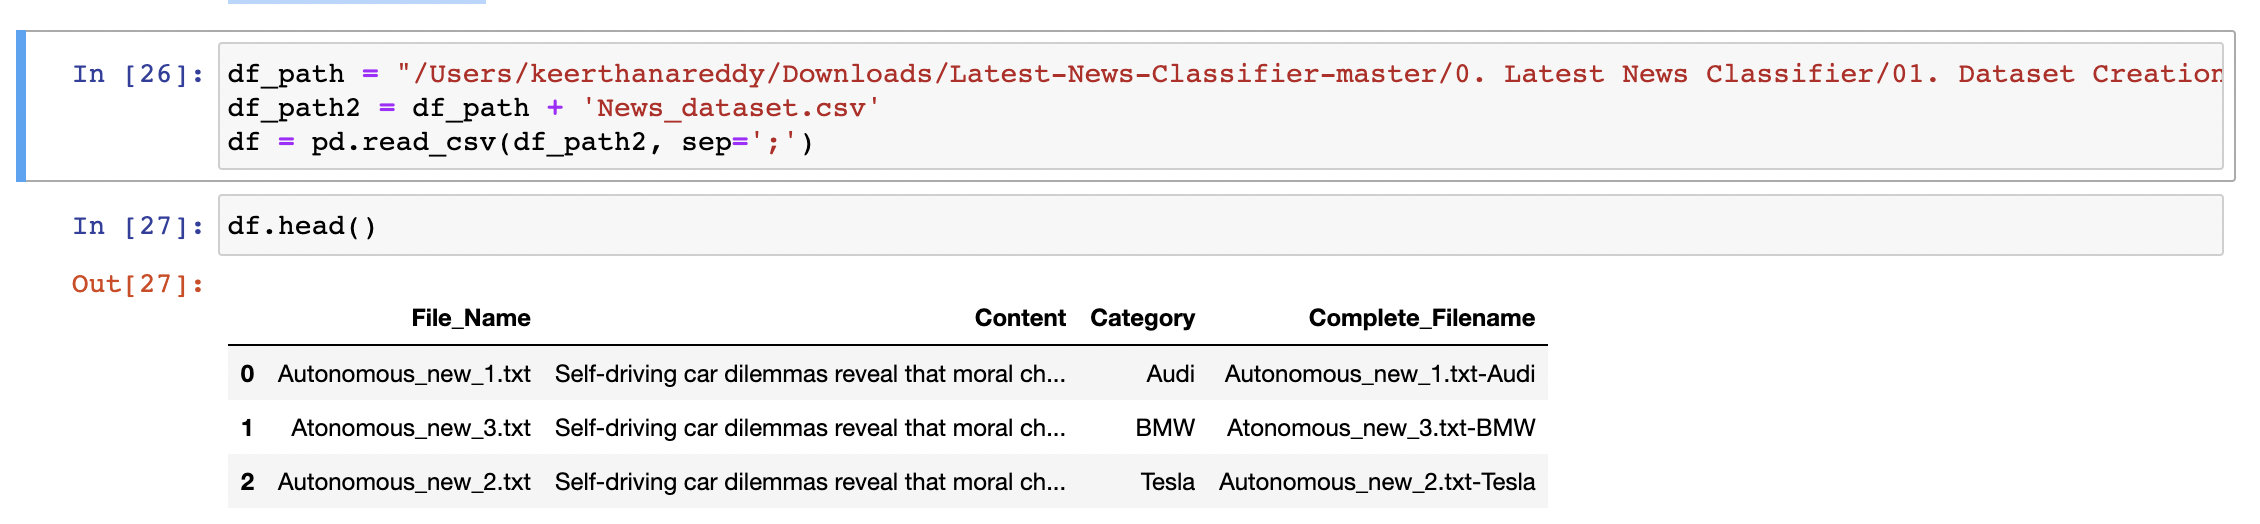 In [26]: df_path = "/Users/keerthanareddy/Downloads/Latest-News-Classifier-master/0. Latest News Classifier/01. Dataset Creation
df_path2 = df_path + 'News_dataset.csv'
df = pd.read_csv(df_path2, sep=';')
In [27]: df.head()
Out[27]:
File_Name Content Category Complete_Filename
0 Autonomous_new_1.txt Self-driving car dilemmas reveal that moral ch... Audi Autonomous_new_1.txt-Audi
1 Atonomous_new_3.txt Self-driving car dilemmas reveal that moral ch... BMW Atonomous_new_3.txt-BMW
2 Autonomous_new_2.txt Self-driving car dilemmas reveal that moral ch... Tesla Autonomous_new_2.txt-Tesla